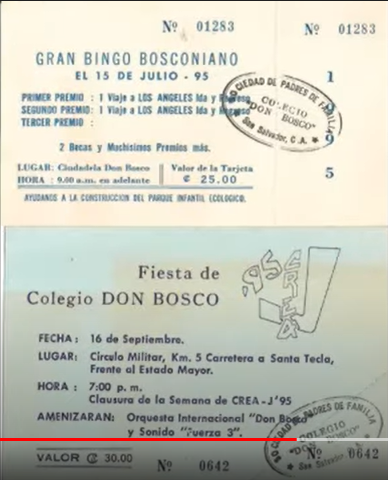 Nº 01283 Nº 01283
GRAN BINGO BOSCONIANO
EL 15 DE JULIO - 95
PRIMER PREMIO : 1 Viaje a LOS ANGELES Ida y
SEGUNDO PREMIO: 1 Viaje a LOS ANGELES Ida y
TERCER PREMIO :
2 Becas y Muchísimos Premios más.
LUGAR: Ciudadela Don Bosco
HORA : 9.00 a.m. en adelante
Valor de la Tarjeta
₡ 25.00
AYUDANOS A LA CONSTRUCCION DEL PARQUE INFANTIL ECOLOGICO.
1
9
9
5
SOCIEDAD DE PADRES DE FAMILIA
COLEGIO
"DON BOSCO"
San Salvador, C.A.
Fiesta de
Colegio DON BOSCO
'95
CREA
J
FECHA: 16 de Septiembre.
LUGAR: Círculo Militar, Km. 5 Carretera a Santa Tecla,
Frente al Estado Mayor.
HORA : 7:00 p. m.
Clausura de la Semana de CREA-J'95
AMENIZARAN: Orquesta Internacional "Don Bosco"
y Sonido "Fuerza 3".
VALOR ₡ 30.00 Nº 0642 Nº 0642
SOCIEDAD DE PADRES DE FAMILIA
COLEGIO
"DON BOSCO"
San Salvador